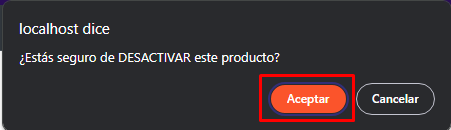 localhost dice
¿Estás seguro de DESACTIVAR este producto?
Aceptar Cancelar